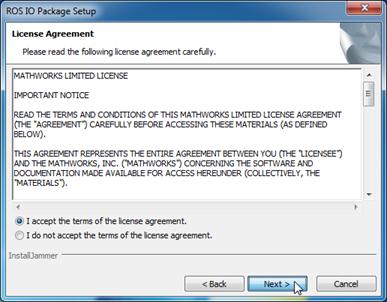 ROS IO Package Setup
License Agreement
Please read the following license agreement carefully.
MATHWORKS LIMITED LICENSE
IMPORTANT NOTICE
READ THE TERMS AND CONDITIONS OF THIS MATHWORKS LIMITED LICENSE AGREEMENT
(THE "AGREEMENT") CAREFULLY BEFORE ACCESSING THESE MATERIALS (AS DEFINED
BELOW).
THIS AGREEMENT REPRESENTS THE ENTIRE AGREEMENT BETWEEN YOU (THE "LICENSEE")
AND THE MATHWORKS, INC. ("MATHWORKS") CONCERNING THE SOFTWARE AND
DOCUMENTATION MADE AVAILABLE FOR ACCESS HEREUNDER (COLLECTIVELY, THE
"MATERIALS").
I accept the terms of the license agreement.
I do not accept the terms of the license agreement.
InstallJammer
< Back Next > Cancel